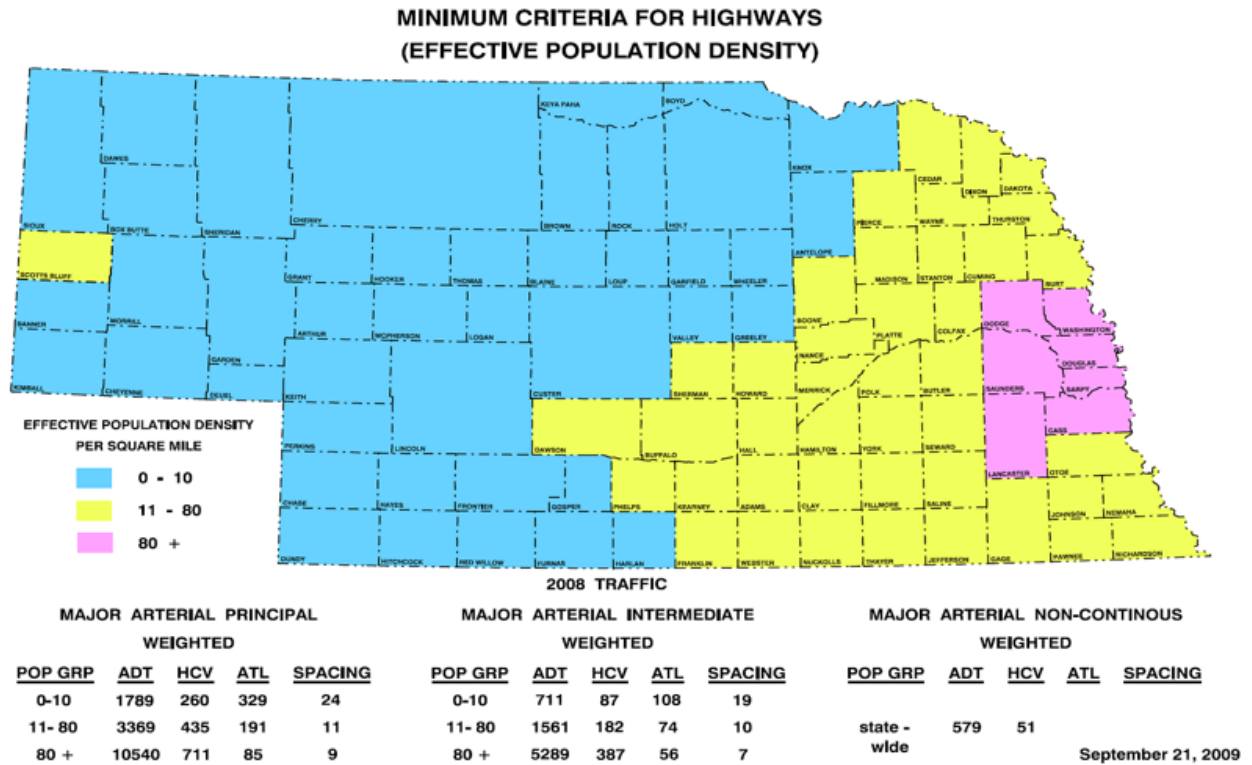 MINIMUM CRITERIA FOR HIGHWAYS
(EFFECTIVE POPULATION DENSITY)
KEYA PAHA
BOYD
KNOX
DAWES
CEDAR
DIXON
DAKOTA
SIOUX
BOX BUTTE
SHERIDAN
CHERRY
BROWN
ROCK
HOLT
ANTELOPE
PIERCE
WAYNE
THURSTON
SCOTTS BLUFF
GRANT
HOOKER
THOMAS
BLAINE
LOUP
GARFIELD
WHEELER
MADISON
STANTON
CUMING
BURT
BANNER
MORRILL
GARDEN
ARTHUR
MCPHERSON
LOGAN
VALLEY
GREELEY
BOONE
NANCE
PLATTE
COLFAX
DODGE
WASHINGTON
KIMBALL
CHEYENNE
DEUEL
KEITH
CUSTER
SHERMAN
HOWARD
MERRICK
POLK
BUTLER
SAUNDERS
DOUGLAS
SARPY
CASS
PERKINS
LINCOLN
DAWSON
BUFFALO
HALL
HAMILTON
YORK
SEWARD
LANCASTER
OTOE
CHASE
HAYES
FRONTIER
GOSPER
PHELPS
KEARNEY
ADAMS
CLAY
FILLMORE
SALINE
JOHNSON
NEMAHA
DUNDY
HITCHCOCK
RED WILLOW
FURNAS
HARLAN
FRANKLIN
WEBSTER
NUCKOLLS
THAYER
JEFFERSON
GAGE
PAWNEE
RICHARDSON
EFFECTIVE POPULATION DENSITY
PER SQUARE MILE
0 - 10
11 - 80
80 +
2008 TRAFFIC
MAJOR ARTERIAL PRINCIPAL
WEIGHTED
POP GRP ADT HCV ATL SPACING
0-10 1789 260 329 24
11- 80 3369 435 191 11
80 + 10540 711 85 9
MAJOR ARTERIAL INTERMEDIATE
WEIGHTED
POP GRP ADT HCV ATL SPACING
0-10 711 87 108 19
11- 80 1561 182 74 10
80 + 5289 387 56 7
MAJOR ARTERIAL NON-CONTINOUS
WEIGHTED
POP GRP ADT HCV ATL SPACING
state - 579 51
wide
September 21, 2009